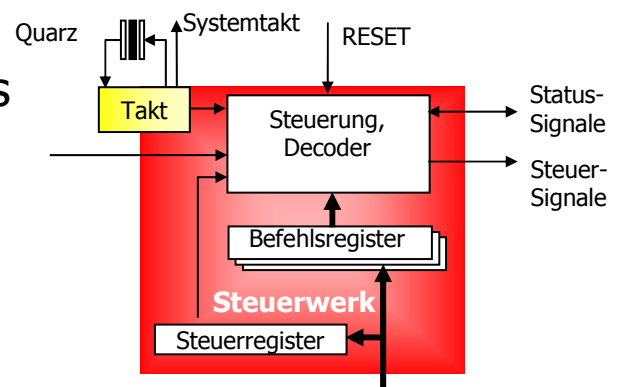 Quarz
Systemtakt
RESET
s
Takt
Steuerung,
Decoder
Status-
Signale
Steuer-
Signale
Befehlsregister
Steuerwerk
Steuerregister